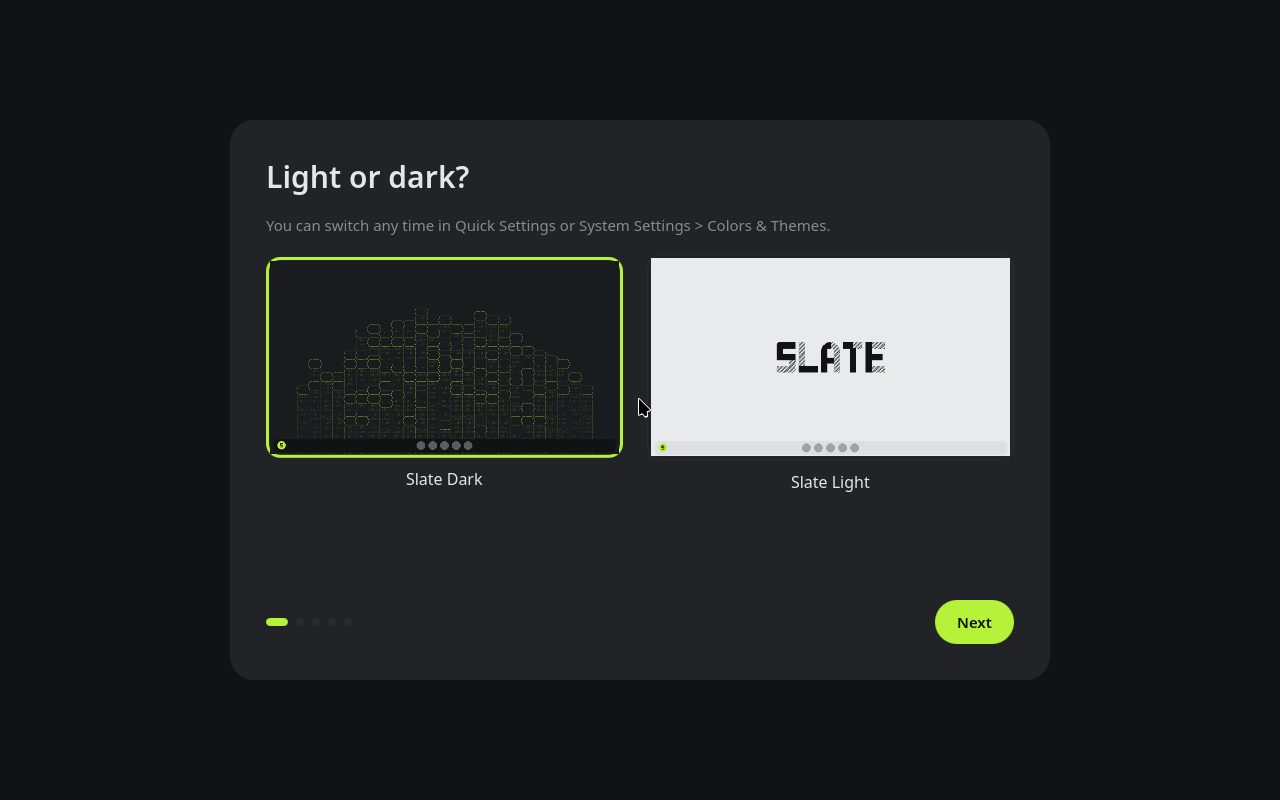 Light or dark?
You can switch any time in Quick Settings or System Settings > Colors & Themes.
SLATE
Slate Dark
Slate Light
Next